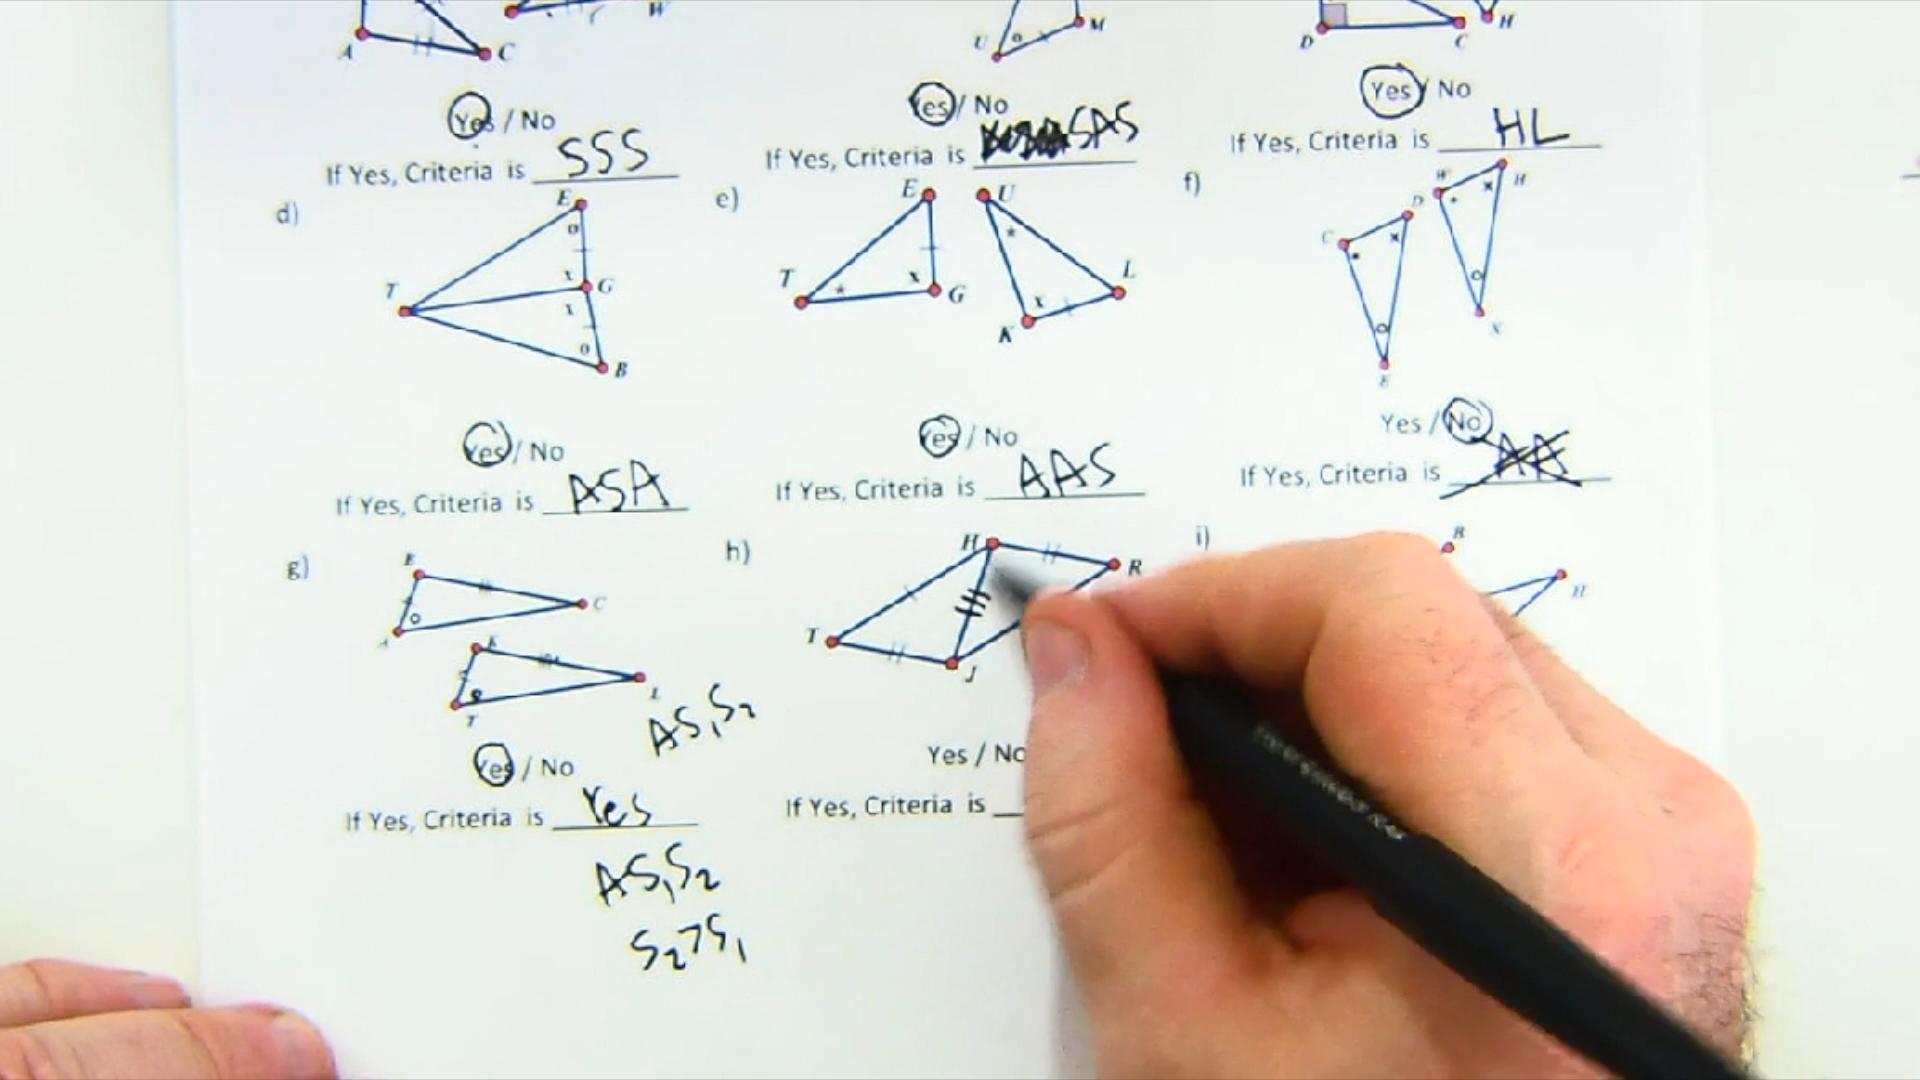 A C W U o M D C H
Yes / No Yes / No Yes / No
If Yes, Criteria is SSS If Yes, Criteria is SAS If Yes, Criteria is HL
d) E o x G T x o B
e) E U T * x G * L K x
f) W x H D C x o E o
Yes / No Yes / No Yes / No
If Yes, Criteria is ASA If Yes, Criteria is AAS If Yes, Criteria is AA
g) E C A o T L
h) H R T J
i) R H
AS₁S₂
Yes / No Yes / No
If Yes, Criteria is Yes If Yes, Criteria is
AS₁S₂
S₂>S₁